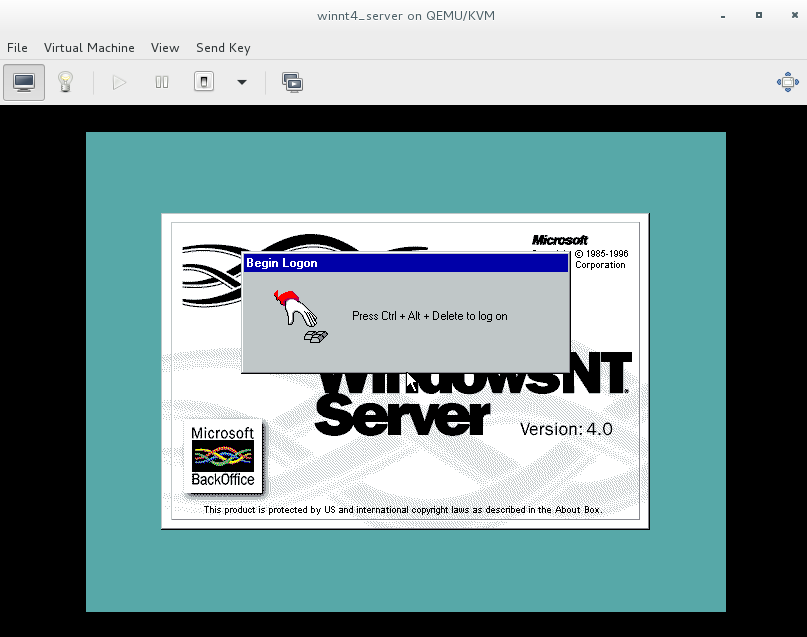 winnt4_server on QEMU/KVM
File Virtual Machine View Send Key
Microsoft
© 1985-1996
Corporation
Begin Logon
Press Ctrl + Alt + Delete to log on
WindowsNT
Server
Version: 4.0
Microsoft
BackOffice
This product is protected by US and international copyright laws as described in the About Box.